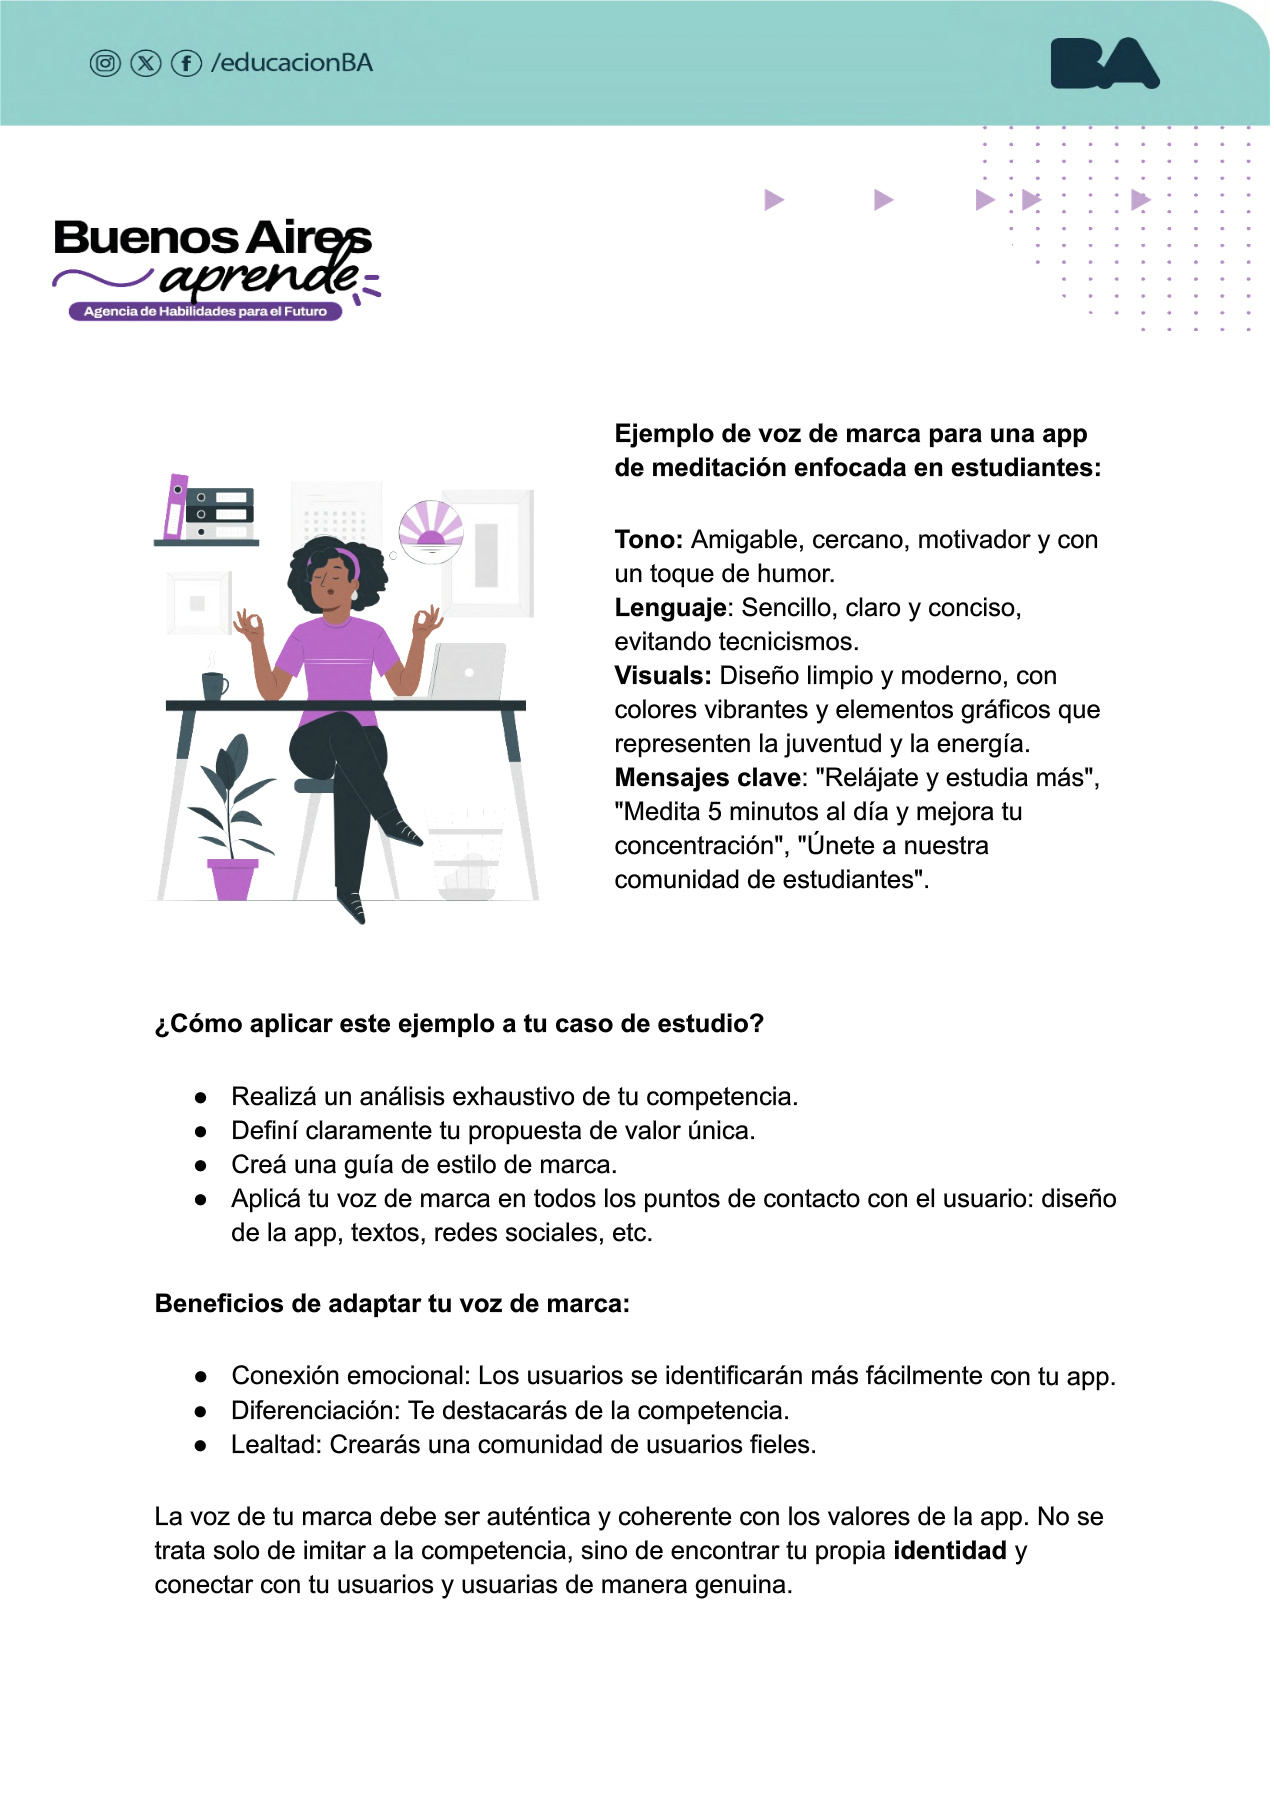 /educacionBA
BA
Buenos Aires
aprende
Agencia de Habilidades para el Futuro
Ejemplo de voz de marca para una app
de meditación enfocada en estudiantes:
Tono: Amigable, cercano, motivador y con
un toque de humor.
Lenguaje: Sencillo, claro y conciso,
evitando tecnicismos.
Visuals: Diseño limpio y moderno, con
colores vibrantes y elementos gráficos que
representen la juventud y la energía.
Mensajes clave: "Relájate y estudia más",
"Medita 5 minutos al día y mejora tu
concentración", "Únete a nuestra
comunidad de estudiantes".
¿Cómo aplicar este ejemplo a tu caso de estudio?
● Realizá un análisis exhaustivo de tu competencia.
● Definí claramente tu propuesta de valor única.
● Creá una guía de estilo de marca.
● Aplicá tu voz de marca en todos los puntos de contacto con el usuario: diseño
de la app, textos, redes sociales, etc.
Beneficios de adaptar tu voz de marca:
● Conexión emocional: Los usuarios se identificarán más fácilmente con tu app.
● Diferenciación: Te destacarás de la competencia.
● Lealtad: Crearás una comunidad de usuarios fieles.
La voz de tu marca debe ser auténtica y coherente con los valores de la app. No se
trata solo de imitar a la competencia, sino de encontrar tu propia identidad y
conectar con tu usuarios y usuarias de manera genuina.